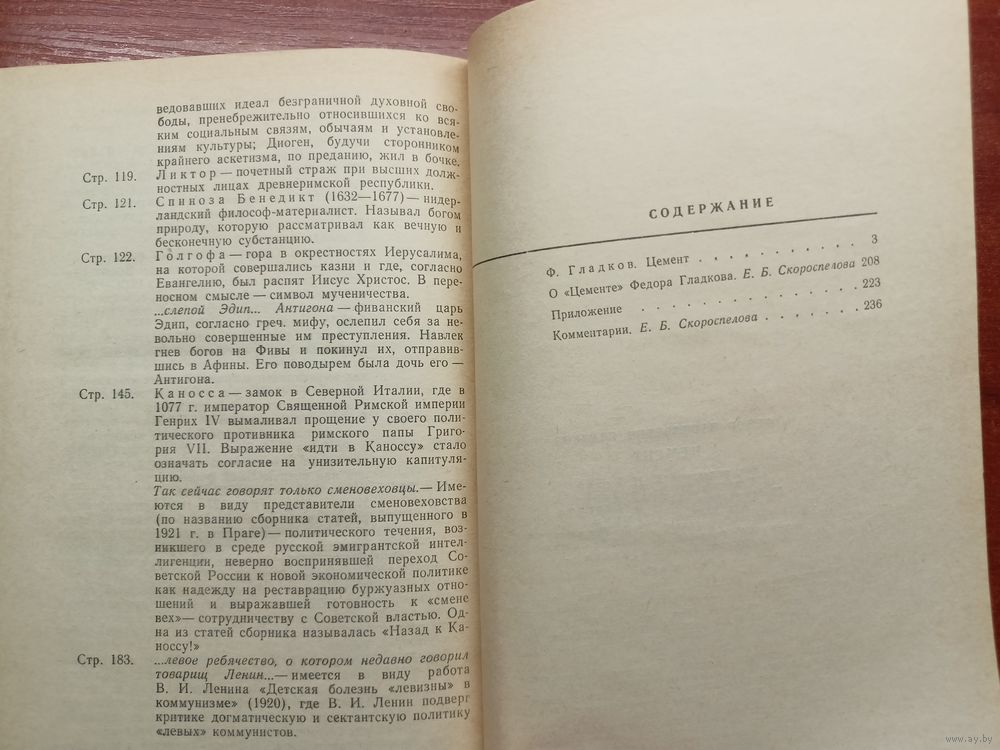 ведовавших идеал безграничной духовной сво-
боды, пренебрежительно относившихся ко вся-
ким социальным связям, обычаям и установле-
ниям культуры; Диоген, будучи сторонником
крайнего аскетизма, по преданию, жил в бочке.
Стр. 119. Ликтор — почетный страж при высших долж-
ностных лицах древнеримской республики.
Стр. 121. Спиноза Бенедикт (1632—1677) — нидер-
ландский философ-материалист. Называл богом
природу, которую рассматривал как вечную и
бесконечную субстанцию.
Стр. 122. Голгофа — гора в окрестностях Иерусалима,
на которой совершались казни и где, согласно
Евангелию, был распят Иисус Христос. В пере-
носном смысле — символ мученичества.
...слепой Эдип... Антигона — фиванский царь
Эдип, согласно греч. мифу, ослепил себя за не-
вольно совершенные им преступления. Навлек
гнев богов на Фивы и покинул их, отправив-
шись в Афины. Его поводырем была дочь его —
Антигона.
Стр. 145. Каносса — замок в Северной Италии, где в
1077 г. император Священной Римской империи
Генрих IV вымаливал прощение у своего поли-
тического противника римского папы Григо-
рия VII. Выражение «идти в Каноссу» стало
означать согласие на унизительную капитуля-
цию.
Так сейчас говорят только сменовеховцы. — Име-
ются в виду представители сменовеховства
(по названию сборника статей, выпущенного в
1921 г. в Праге) — политического течения, воз-
никшего в среде русской эмигрантской интел-
лигенции, неверно воспринявшей переход Со-
ветской России к новой экономической политике
как надежду на реставрацию буржуазных отно-
шений и выражавшей готовность к «смене
вех» — сотрудничеству с Советской властью. Од-
на из статей сборника называлась «Назад к Ка-
носсу!»
Стр. 183. ...левое ребячество, о котором недавно говорил
товарищ Ленин... — имеется в виду работа
В. И. Ленина «Детская болезнь «левизны» в
коммунизме» (1920), где В. И. Ленин подверг
критике догматическую и сектантскую политику
«левых» коммунистов.
СОДЕРЖАНИЕ
Ф. Гладков. Цемент . . . . . . . . 3
О «Цементе» Федора Гладкова. Е. Б. Скороспелова 208
Приложение . . . . . . . . . . . 223
Комментарии. Е. Б. Скороспелова . . . . . . . 236
www.ay.by